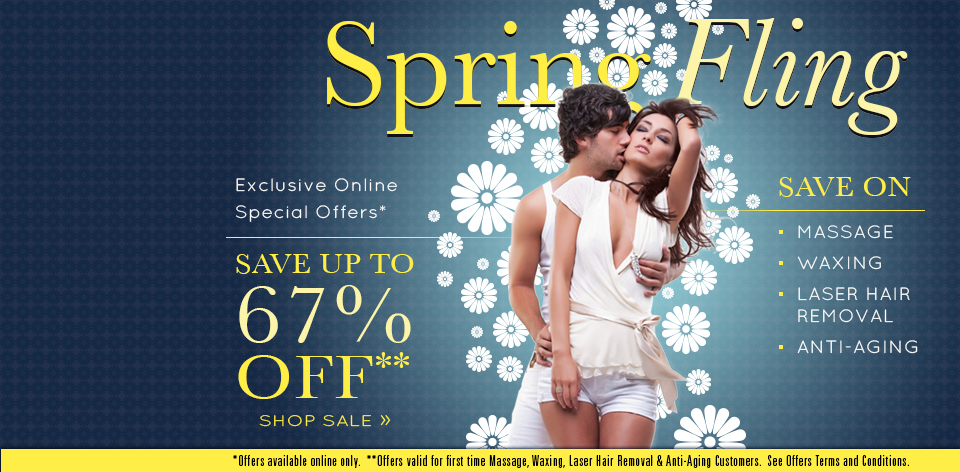 Spring Fling
Exclusive Online
Special Offers*
SAVE UP TO
67%
OFF**
SHOP SALE »
SAVE ON
▪ MASSAGE
▪ WAXING
▪ LASER HAIR
REMOVAL
▪ ANTI-AGING
*Offers available online only. **Offers valid for first time Massage, Waxing, Laser Hair Removal & Anti-Aging Customers. See Offers Terms and Conditions.